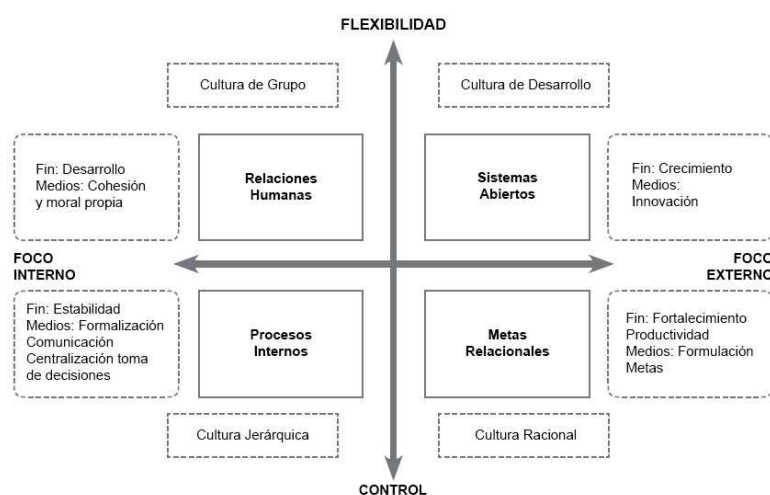 FLEXIBILIDAD
Cultura de Grupo
Cultura de Desarrollo
Fin: Desarrollo
Medios: Cohesión
y moral propia
Relaciones
Humanas
Sistemas
Abiertos
Fin: Crecimiento
Medios:
Innovación
FOCO
INTERNO
FOCO
EXTERNO
Fin: Estabilidad
Medios: Formalización
Comunicación
Centralización toma
de decisiones
Procesos
Internos
Metas
Relacionales
Fin: Fortalecimiento
Productividad
Medios: Formulación
Metas
Cultura Jerárquica
Cultura Racional
CONTROL